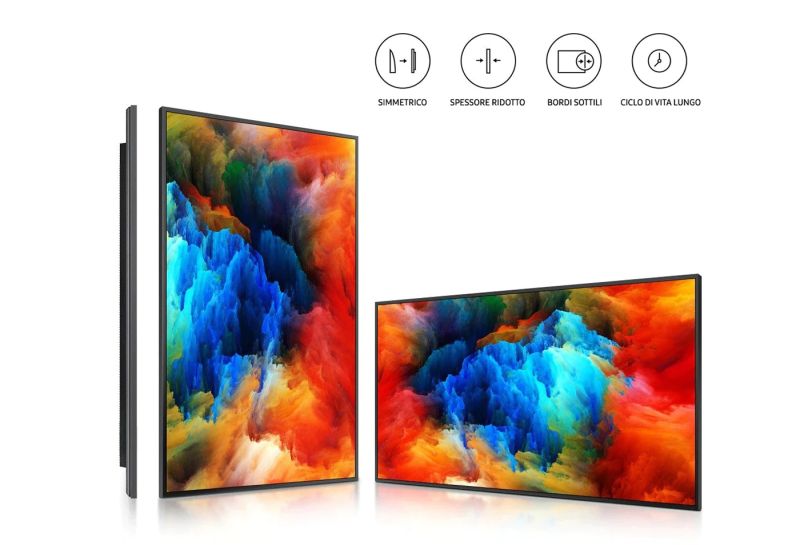 SIMMETRICO
SPESSORE RIDOTTO
BORDI SOTTILI
CICLO DI VITA LUNGO